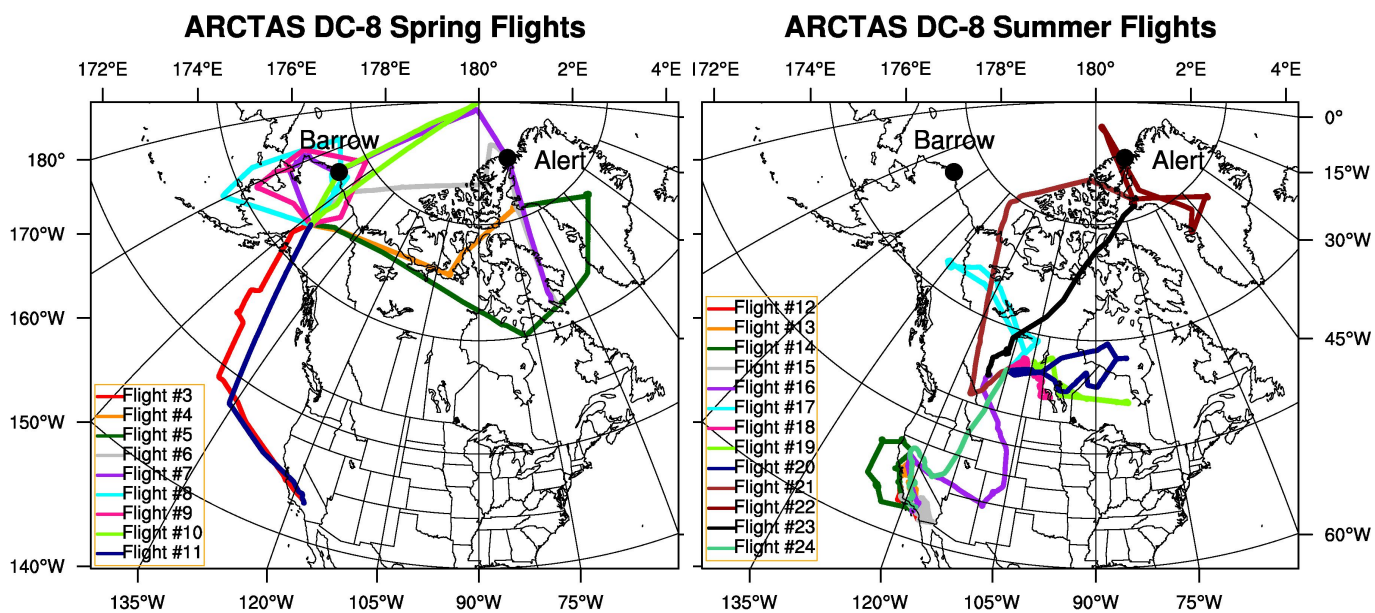 ARCTAS DC-8 Spring Flights
172°E 174°E 176°E 178°E 180° 2°E 4°E
180°
170°W
160°W
150°W
140°W
Barrow
Alert
Flight #3
Flight #4
Flight #5
Flight #6
Flight #7
Flight #8
Flight #9
Flight #10
Flight #11
135°W 120°W 105°W 90°W 75°W
ARCTAS DC-8 Summer Flights
172°E 174°E 176°E 178°E 180° 2°E 4°E
Barrow
Alert
0°
15°W
30°W
45°W
60°W
Flight #12
Flight #13
Flight #14
Flight #15
Flight #16
Flight #17
Flight #18
Flight #19
Flight #20
Flight #21
Flight #22
Flight #23
Flight #24
135°W 120°W 105°W 90°W 75°W